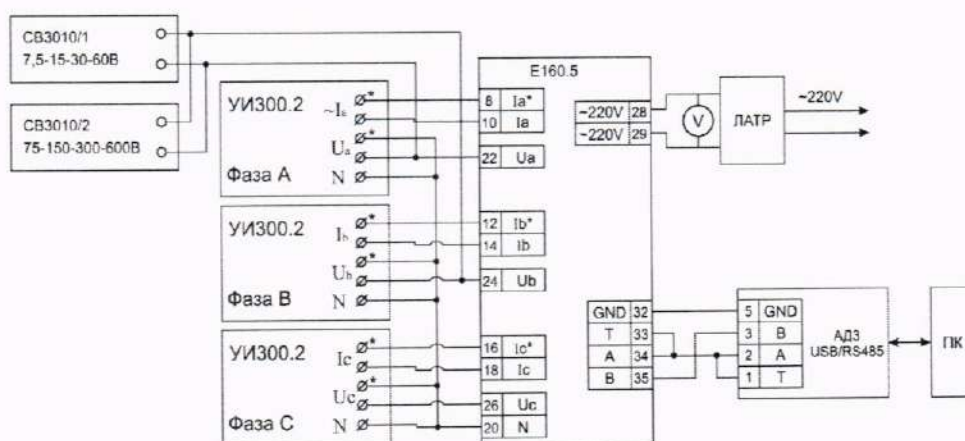 СВ3010/1
7,5-15-30-60В
СВ3010/2
75-150-300-600В
УИ300.2
~Ia
*
Ua
*
N
Фаза А
УИ300.2
Ib
*
Ub
*
N
Фаза В
УИ300.2
Ic
*
Uc
*
N
Фаза С
E160.5
8 Ia*
10 Ia
22 Ua
12 Ib*
14 Ib
24 Ub
16 Ic*
18 Ic
26 Uc
20 N
~220V 28
~220V 29
V
ЛАТР
~220V
GND 32
T 33
A 34
B 35
5 GND
3 B
2 A
1 T
АДЗ
USB/RS485
ПК